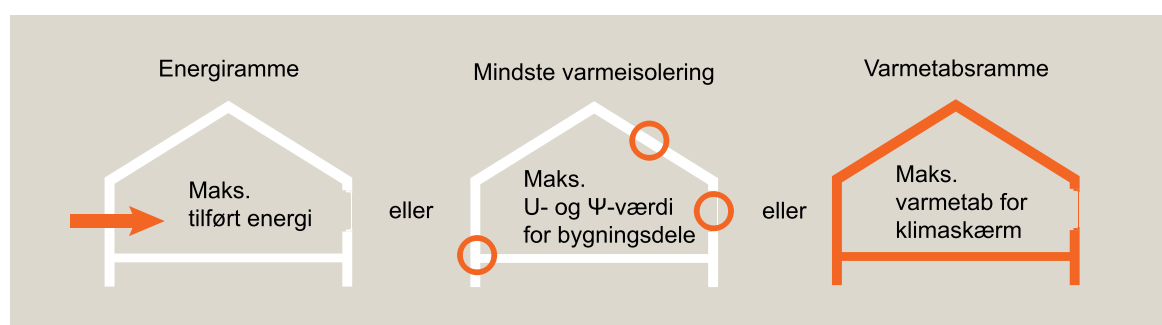 Energiramme
Maks.
tilført energi
eller
Mindste varmeisolering
Maks.
U- og Ψ-værdi
for bygningsdele
eller
Varmetabsramme
Maks.
varmetab for
klimaskærm